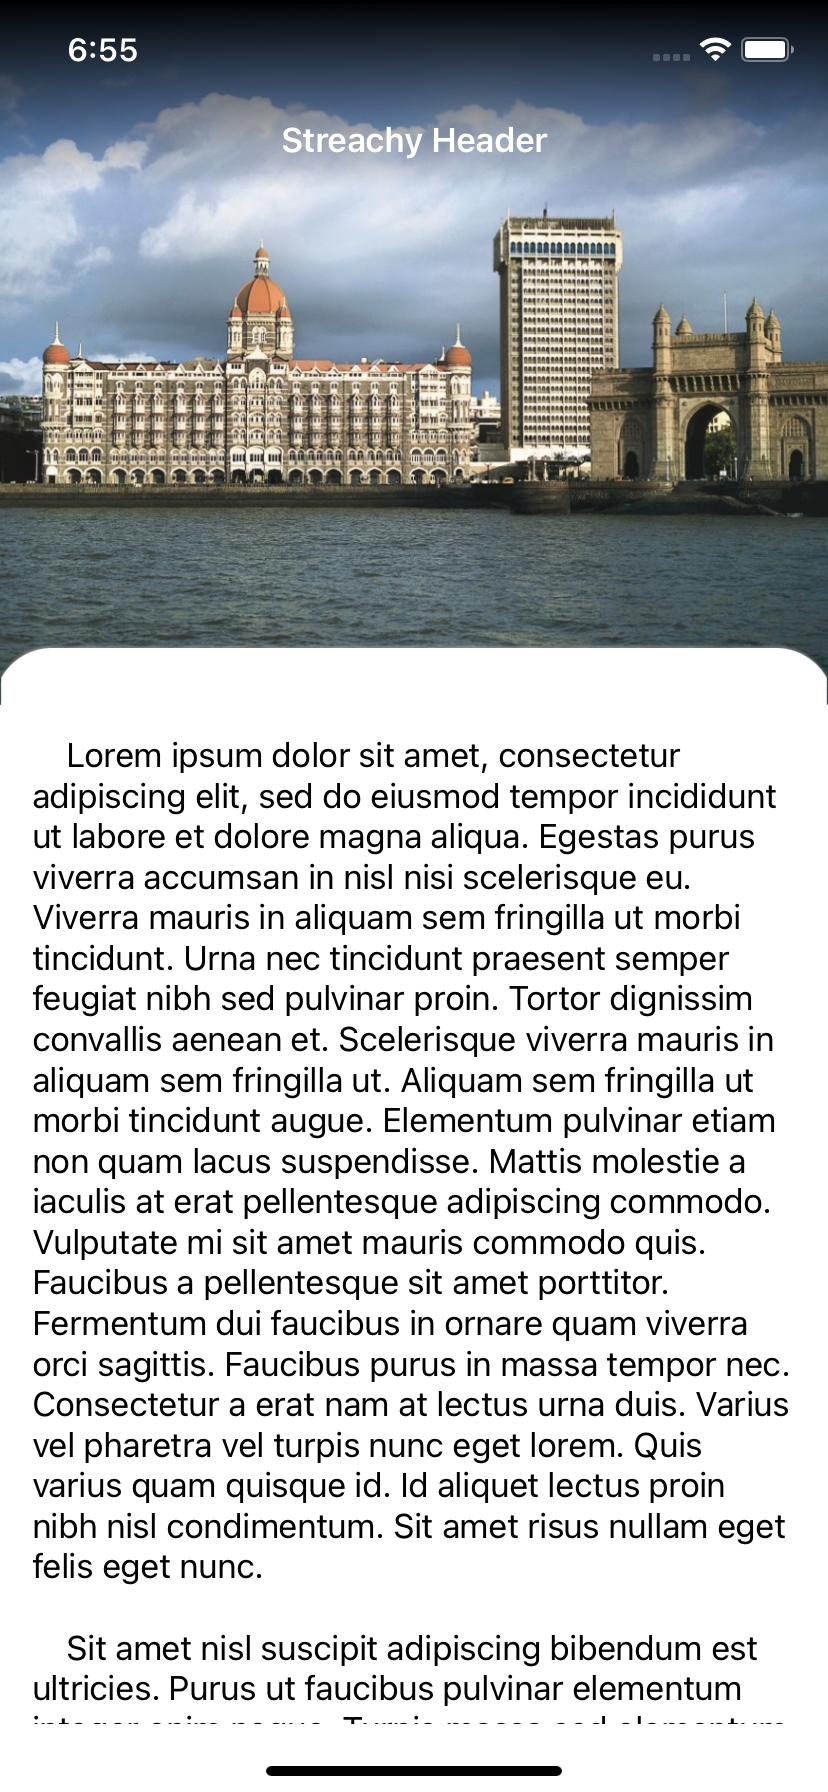 6:55
Streachy Header
Lorem ipsum dolor sit amet, consectetur
adipiscing elit, sed do eiusmod tempor incididunt
ut labore et dolore magna aliqua. Egestas purus
viverra accumsan in nisl nisi scelerisque eu.
Viverra mauris in aliquam sem fringilla ut morbi
tincidunt. Urna nec tincidunt praesent semper
feugiat nibh sed pulvinar proin. Tortor dignissim
convallis aenean et. Scelerisque viverra mauris in
aliquam sem fringilla ut. Aliquam sem fringilla ut
morbi tincidunt augue. Elementum pulvinar etiam
non quam lacus suspendisse. Mattis molestie a
iaculis at erat pellentesque adipiscing commodo.
Vulputate mi sit amet mauris commodo quis.
Faucibus a pellentesque sit amet porttitor.
Fermentum dui faucibus in ornare quam viverra
orci sagittis. Faucibus purus in massa tempor nec.
Consectetur a erat nam at lectus urna duis. Varius
vel pharetra vel turpis nunc eget lorem. Quis
varius quam quisque id. Id aliquet lectus proin
nibh nisl condimentum. Sit amet risus nullam eget
felis eget nunc.
Sit amet nisl suscipit adipiscing bibendum est
ultricies. Purus ut faucibus pulvinar elementum